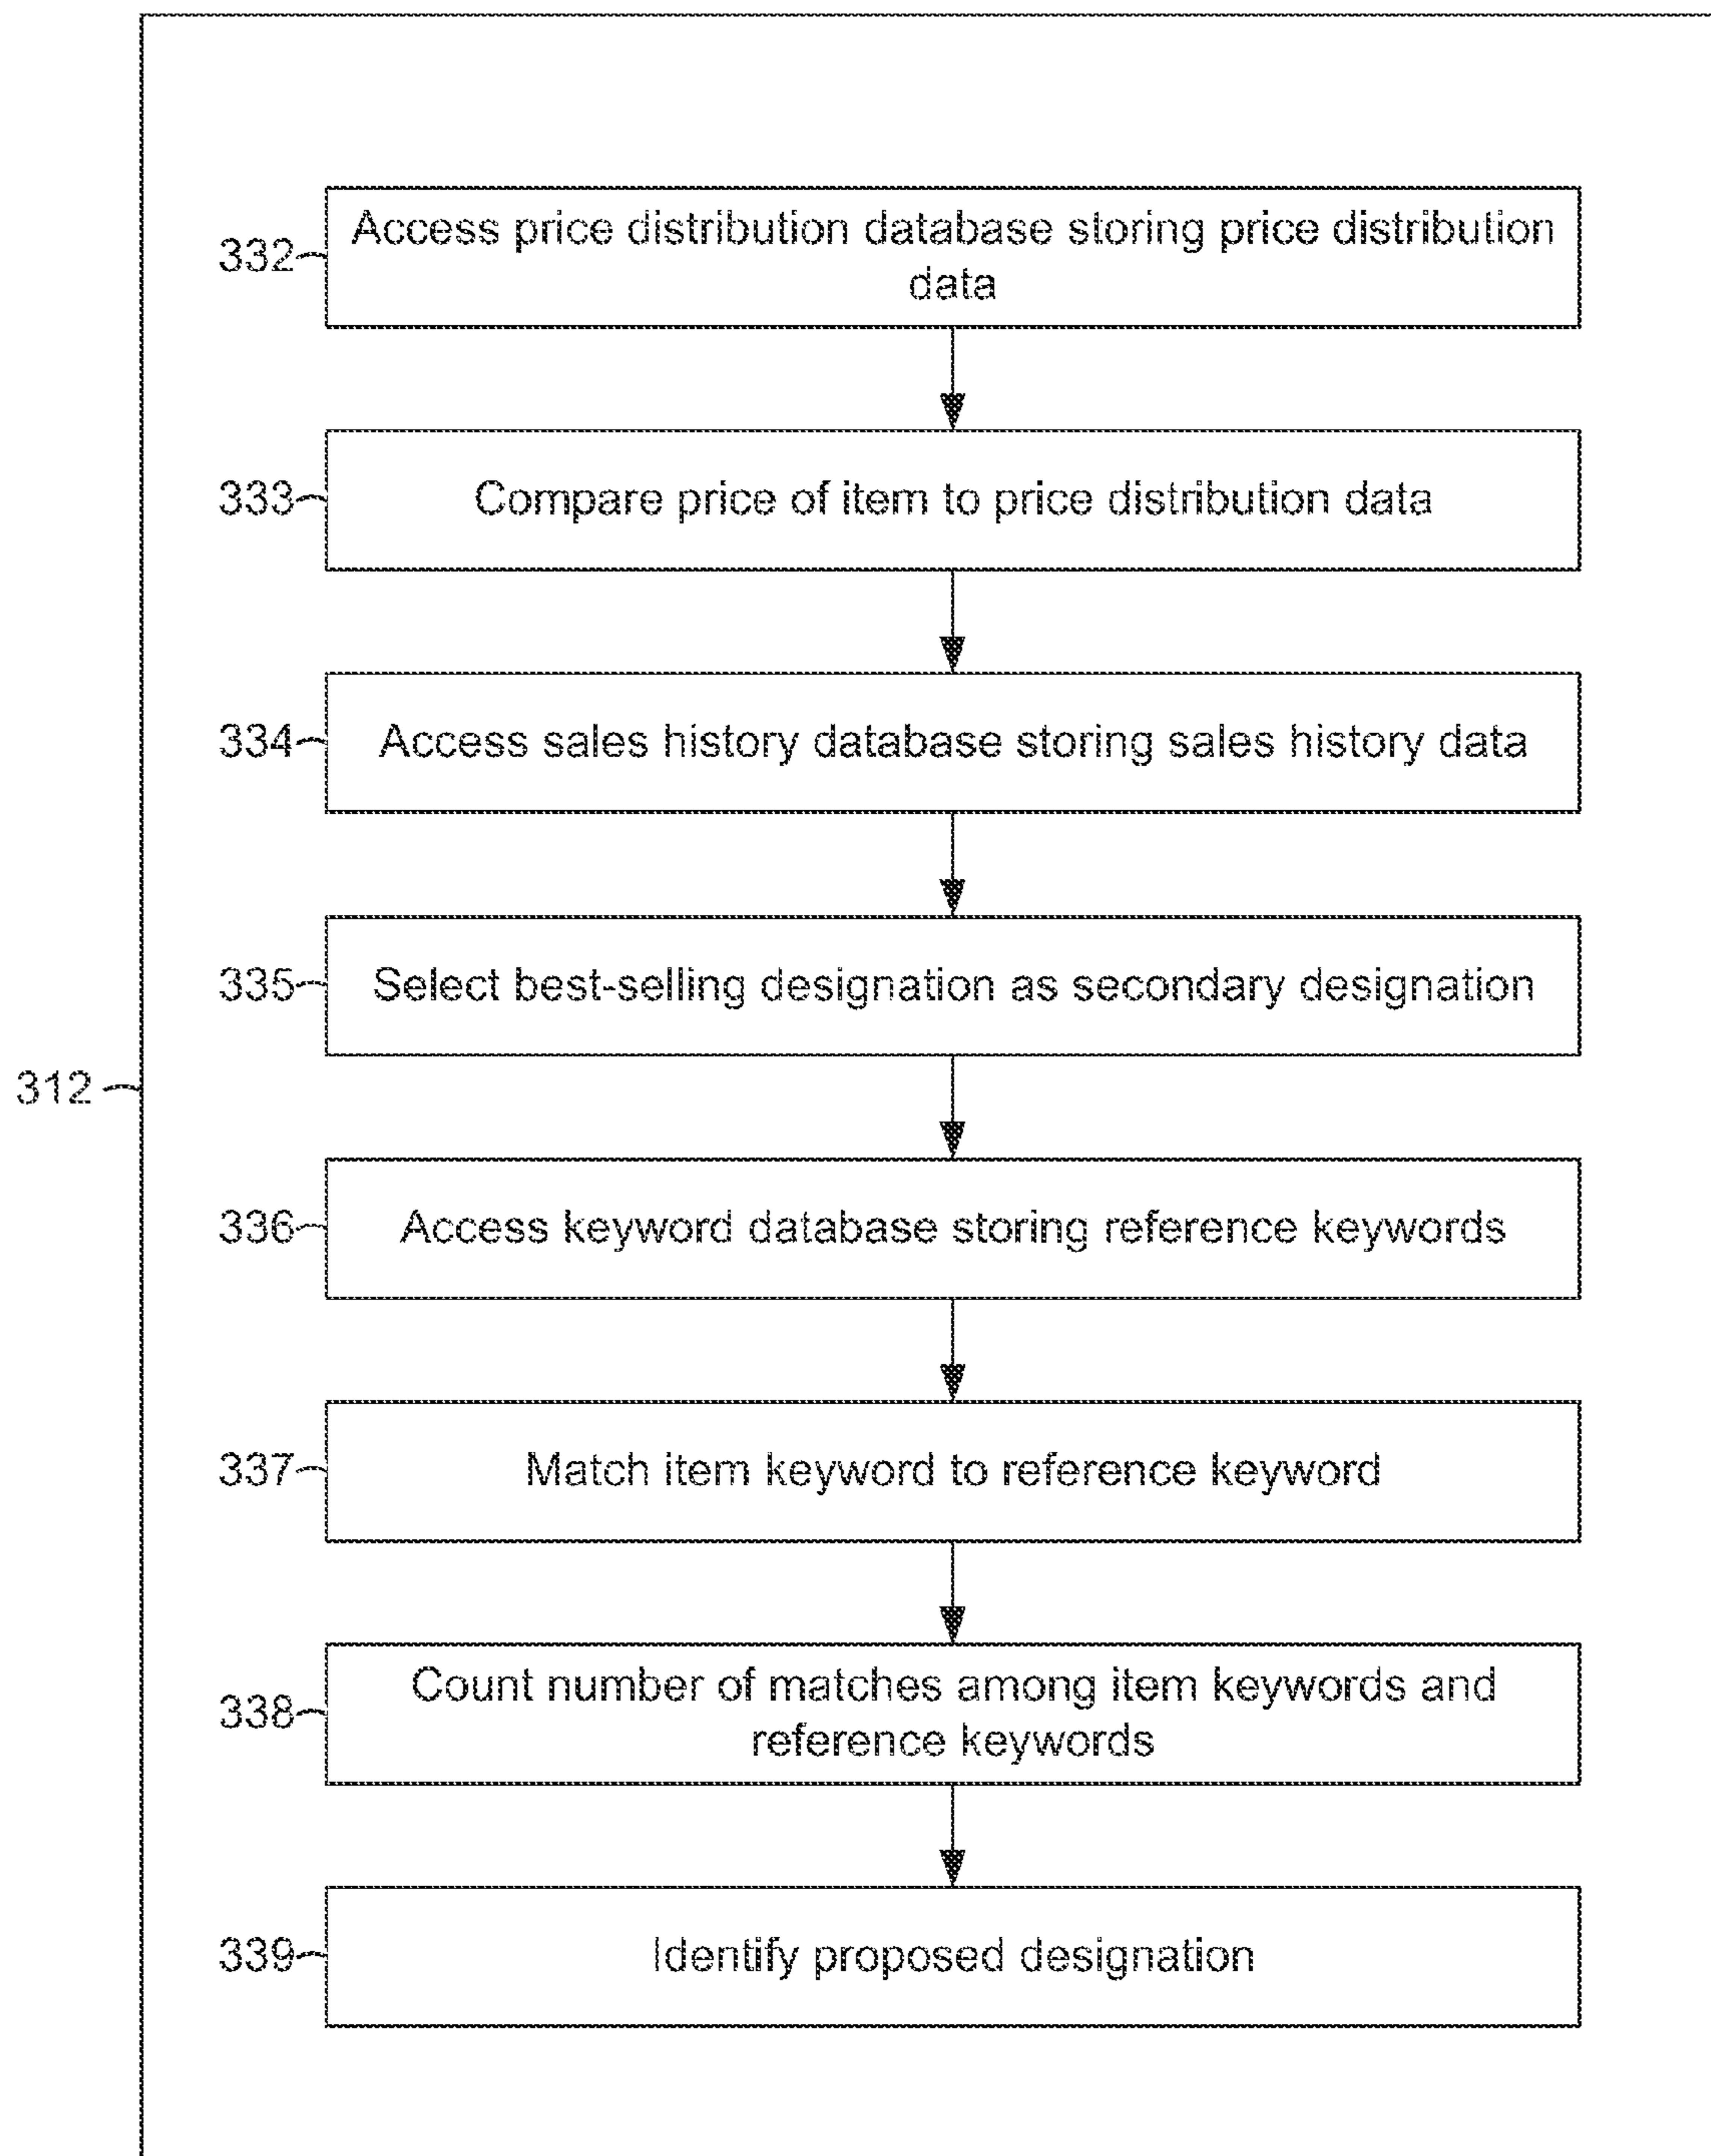 332
Access price distribution database storing price distribution
data
333
Compare price of item to price distribution data
334
Access sales history database storing sales history data
335
Select best-selling designation as secondary designation
312
336
Access keyword database storing reference keywords
337
Match item keyword to reference keyword
338
Count number of matches among item keywords and
reference keywords
339
Identify proposed designation